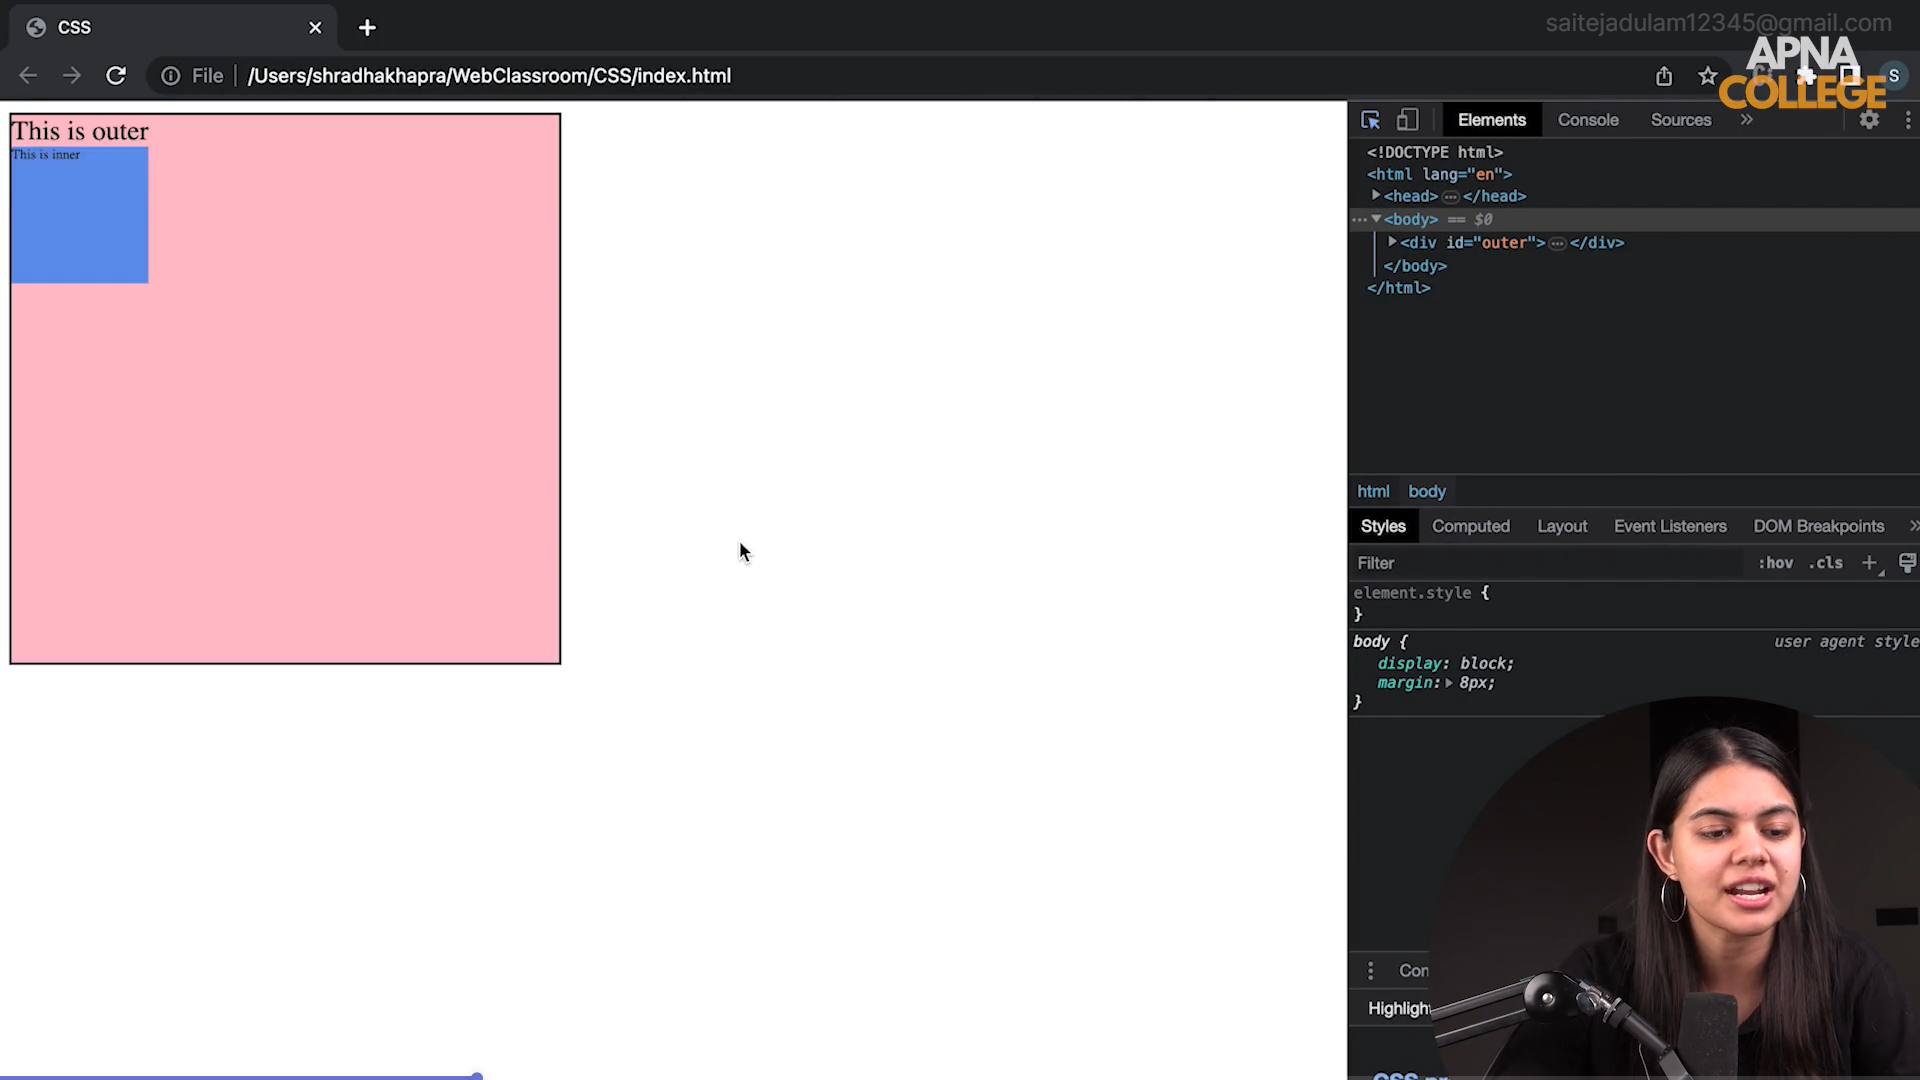 CSS
saitejadulam12345@gmail.com
APNA
COLLEGE
File
/Users/shradhakhapra/WebClassroom/CSS/index.html
S
This is outer
This is inner
Elements
Console
Sources
<!DOCTYPE html>
<html lang="en">
<head> … </head>
… <body> == $0
<div id="outer"> … </div>
</body>
</html>
html
body
Styles
Computed
Layout
Event Listeners
DOM Breakpoints
Filter
:hov
.cls
element.style {
}
body {
user agent style
display: block;
margin: 8px;
}
Con
Highligh